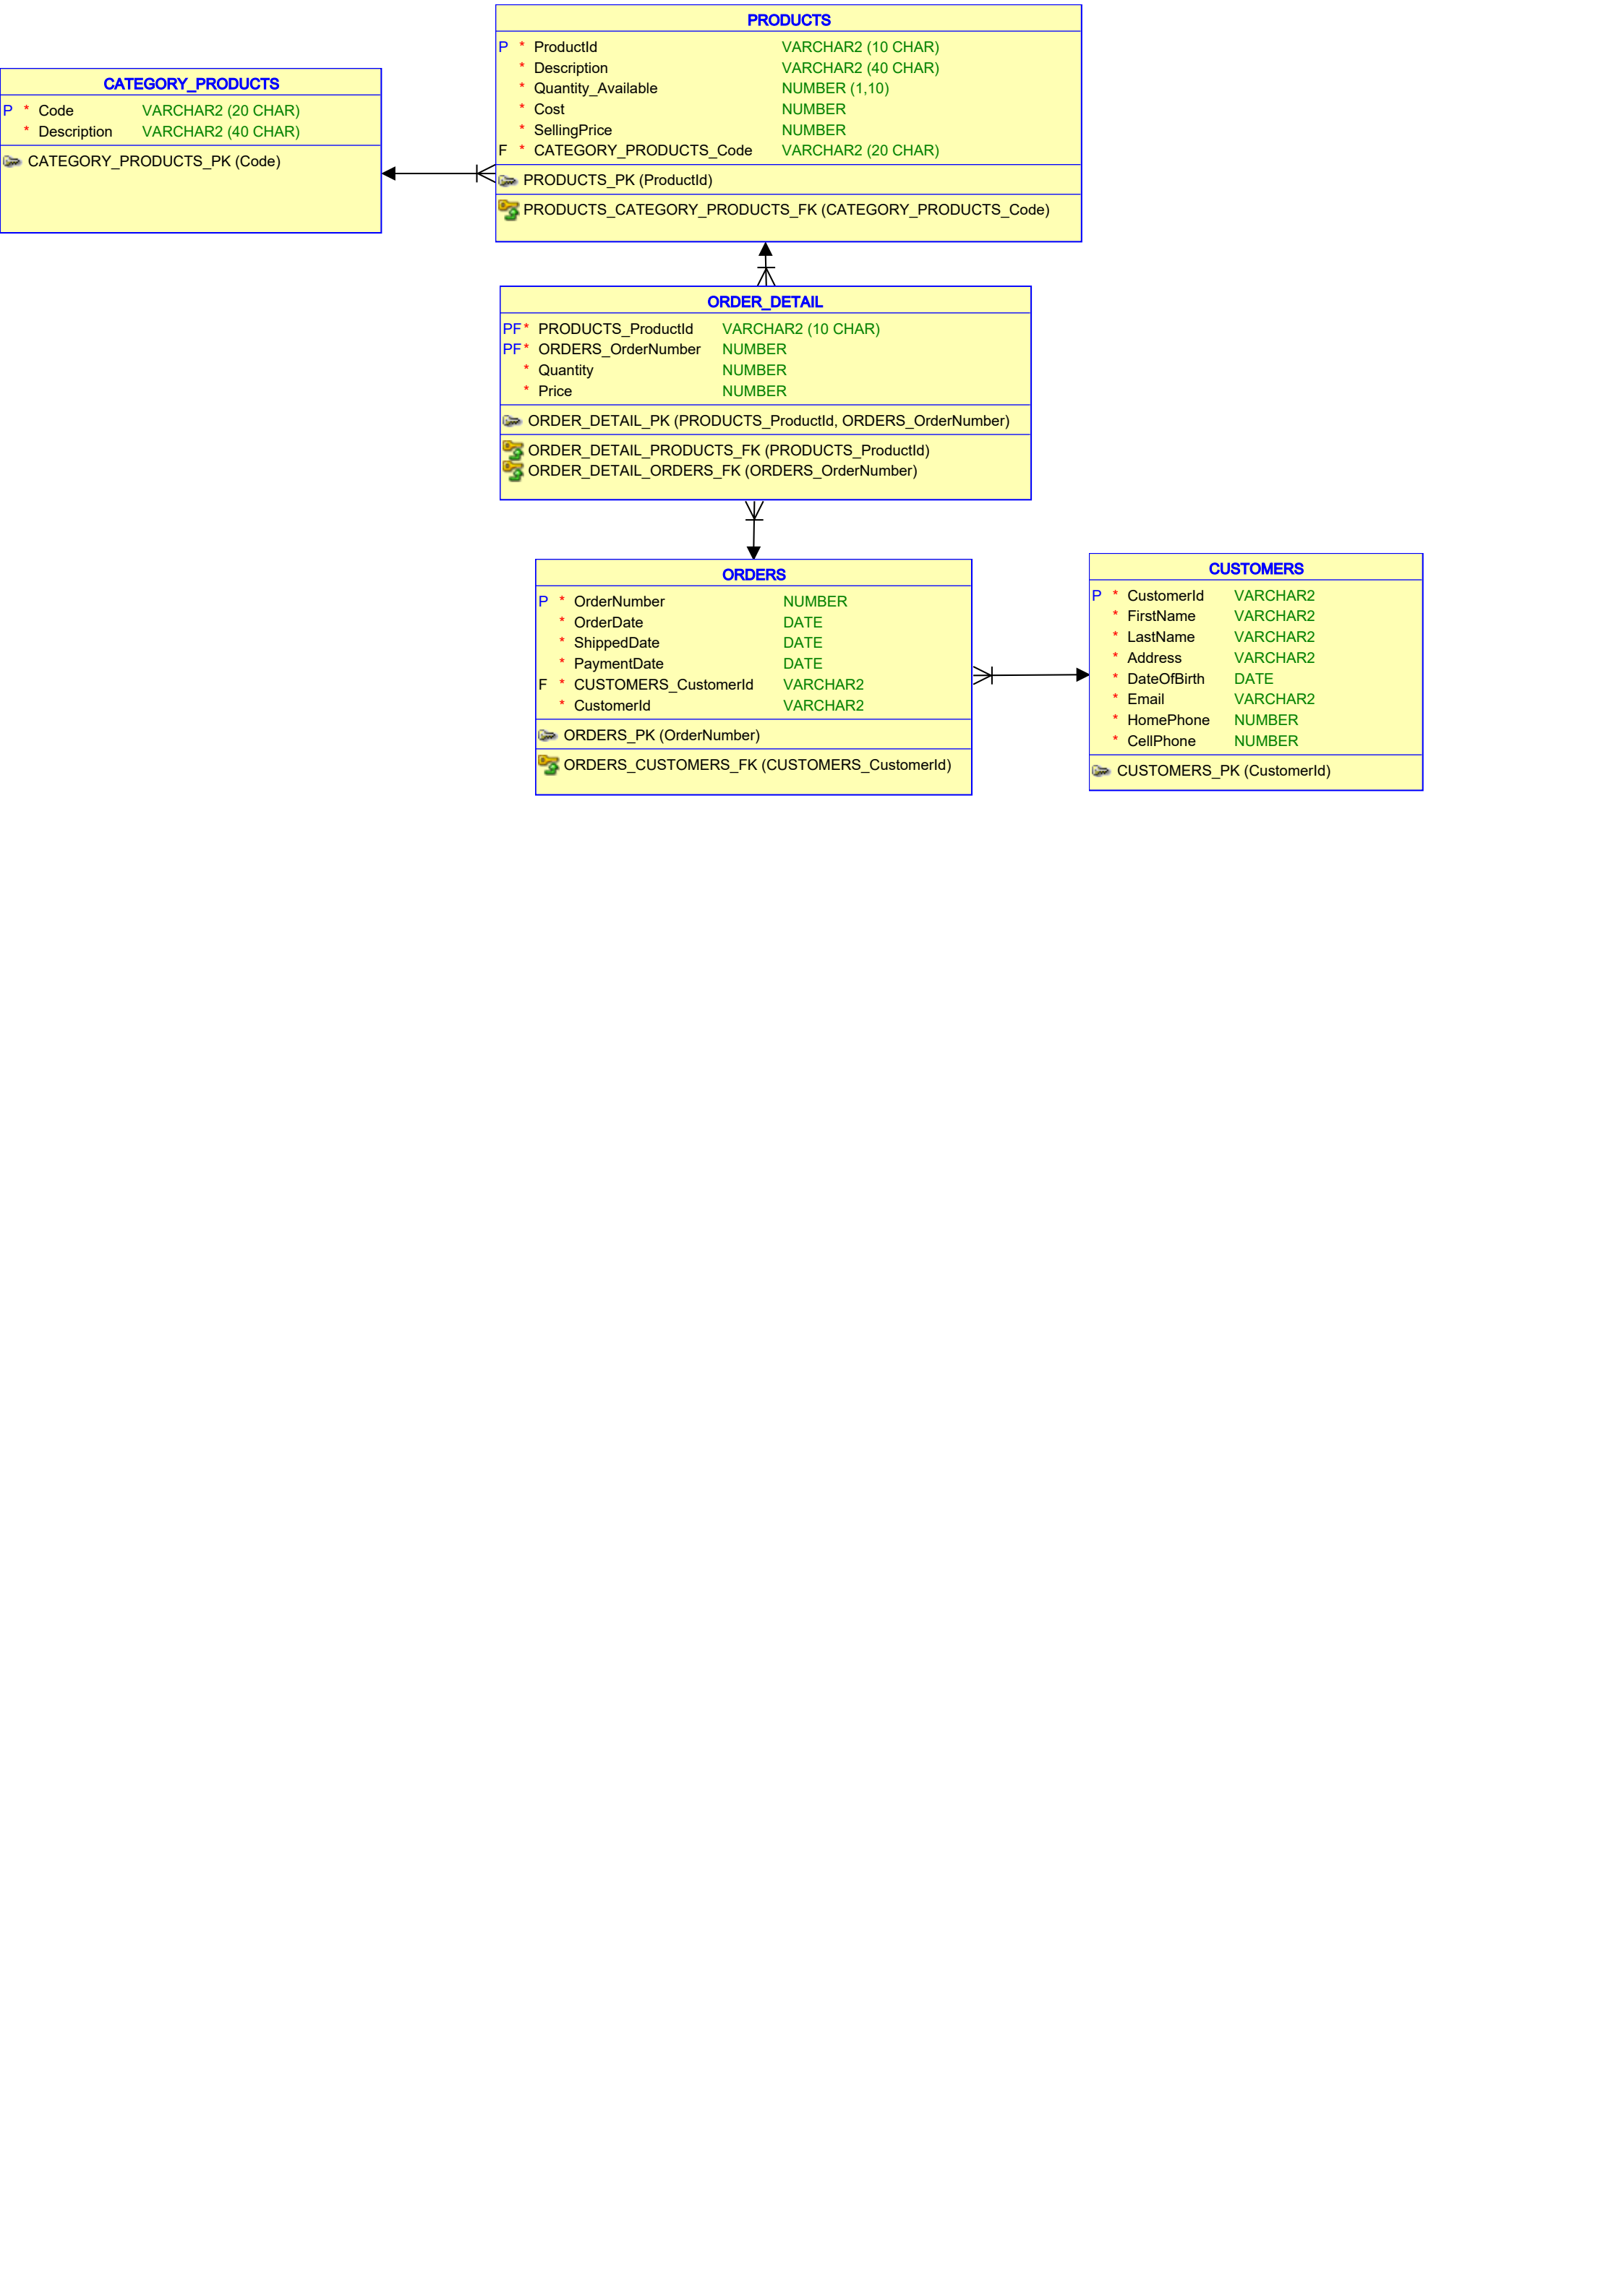 PRODUCTS
P * ProductId VARCHAR2 (10 CHAR)
* Description VARCHAR2 (40 CHAR)
* Quantity_Available NUMBER (1,10)
* Cost NUMBER
* SellingPrice NUMBER
F * CATEGORY_PRODUCTS_Code VARCHAR2 (20 CHAR)
PRODUCTS_PK (ProductId)
PRODUCTS_CATEGORY_PRODUCTS_FK (CATEGORY_PRODUCTS_Code)
CATEGORY_PRODUCTS
P * Code VARCHAR2 (20 CHAR)
* Description VARCHAR2 (40 CHAR)
CATEGORY_PRODUCTS_PK (Code)
ORDER_DETAIL
PF * PRODUCTS_ProductId VARCHAR2 (10 CHAR)
PF * ORDERS_OrderNumber NUMBER
* Quantity NUMBER
* Price NUMBER
ORDER_DETAIL_PK (PRODUCTS_ProductId, ORDERS_OrderNumber)
ORDER_DETAIL_PRODUCTS_FK (PRODUCTS_ProductId)
ORDER_DETAIL_ORDERS_FK (ORDERS_OrderNumber)
ORDERS
P * OrderNumber NUMBER
* OrderDate DATE
* ShippedDate DATE
* PaymentDate DATE
F * CUSTOMERS_CustomerId VARCHAR2
* CustomerId VARCHAR2
ORDERS_PK (OrderNumber)
ORDERS_CUSTOMERS_FK (CUSTOMERS_CustomerId)
CUSTOMERS
P * CustomerId VARCHAR2
* FirstName VARCHAR2
* LastName VARCHAR2
* Address VARCHAR2
* DateOfBirth DATE
* Email VARCHAR2
* HomePhone NUMBER
* CellPhone NUMBER
CUSTOMERS_PK (CustomerId)